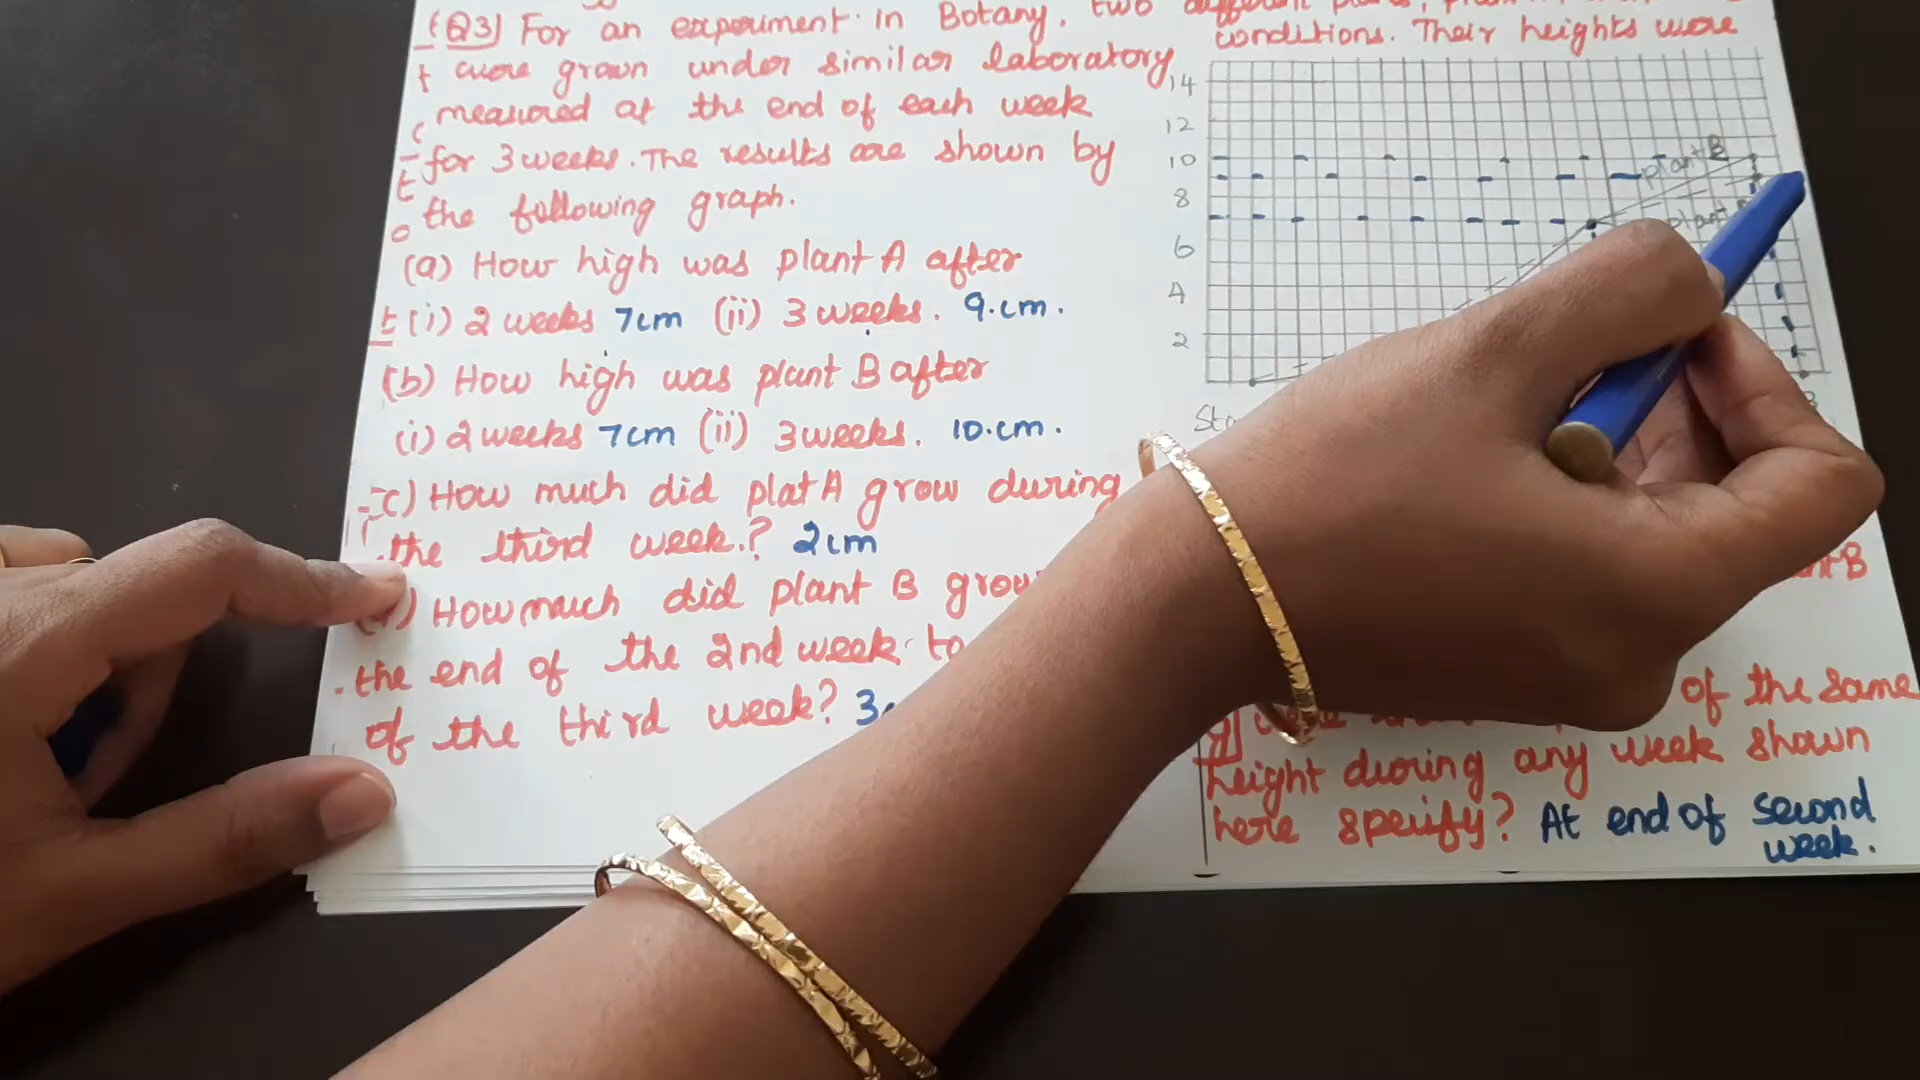 (Q3) For an experiment in Botany, two different plants,
conditions. Their heights were
were grown under similar laboratory
measured at the end of each week
for 3 weeks. The results are shown by
the following graph.
(a) How high was plant A after
(i) 2 weeks 7cm (ii) 3 weeks. 9.cm.
(b) How high was plant B after
(i) 2 weeks 7cm (ii) 3 weeks. 10.cm.
c) How much did plat A grow during
the third week.? 2cm
How much did plant B
the end of the 2nd week to
of the third week? 3
14
12
10
8
6
4
2
plant B
plant
3
B
of the same
height during any week shown
here specify? At end of second
week.